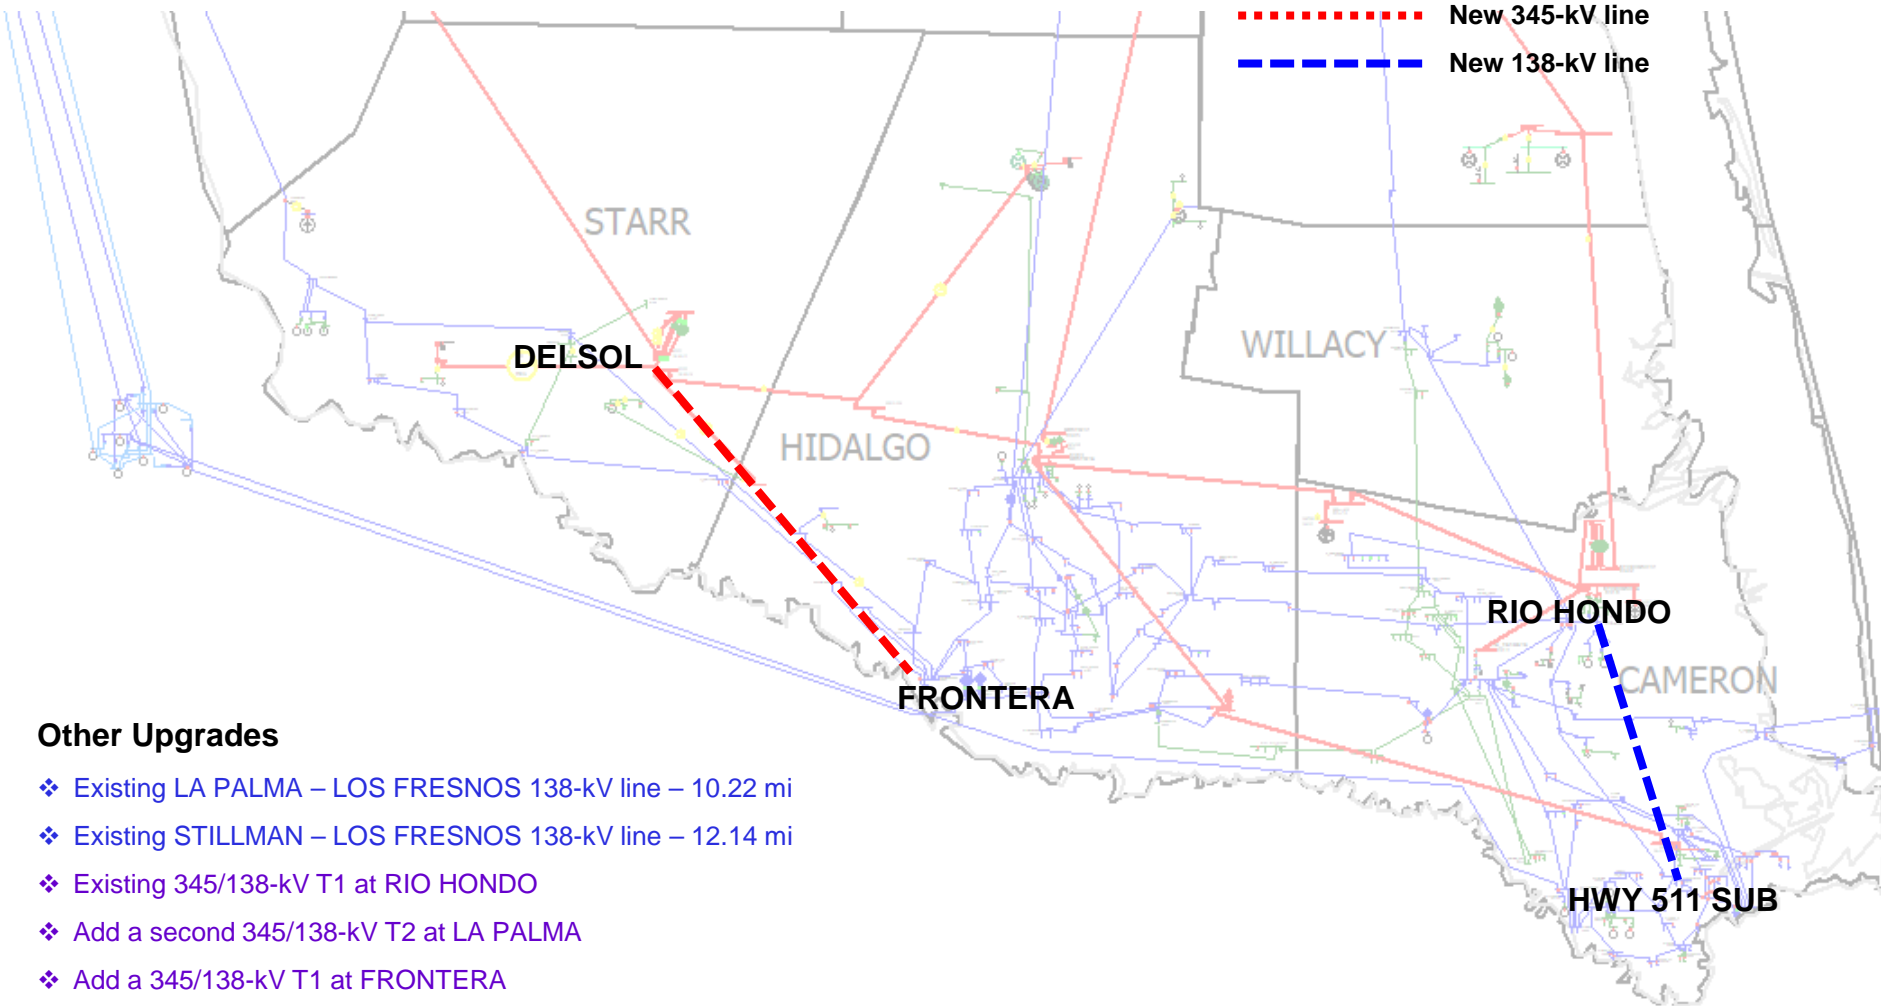 New 345-kV line
New 138-kV line
STARR
WILLACY
DELSOL
HIDALGO
RIO HONDO
CAMERON
FRONTERA
HWY 511 SUB
Other Upgrades
❖ Existing LA PALMA – LOS FRESNOS 138-kV line – 10.22 mi
❖ Existing STILLMAN – LOS FRESNOS 138-kV line – 12.14 mi
❖ Existing 345/138-kV T1 at RIO HONDO
❖ Add a second 345/138-kV T2 at LA PALMA
❖ Add a 345/138-kV T1 at FRONTERA